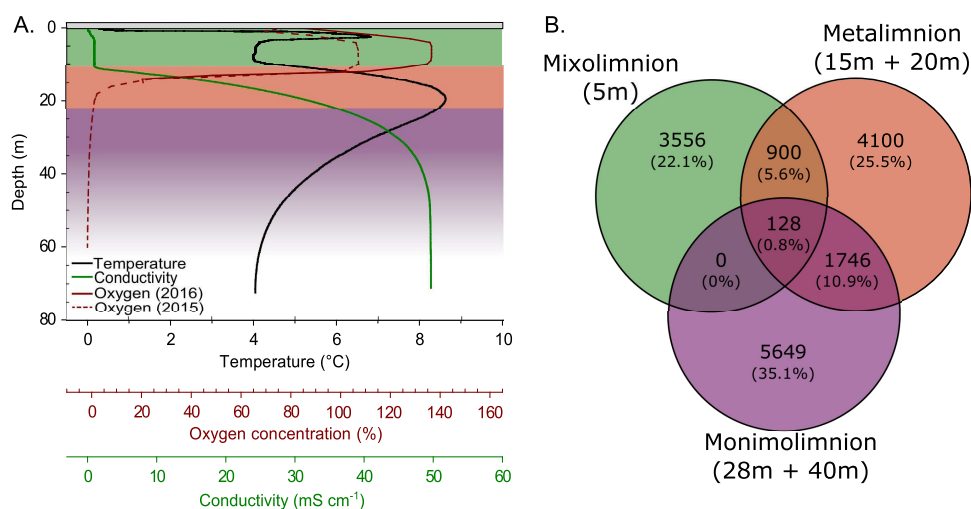 A.
0
20
40
60
80
Depth (m)
Temperature
Conductivity
Oxygen (2016)
Oxygen (2015)
0 2 4 6 8 10
Temperature (°C)
0 20 40 60 80 100 120 140 160
Oxygen concentration (%)
0 10 20 30 40 50 60
Conductivity (mS cm⁻¹)
B.
Mixolimnion
(5m)
Metalimnion
(15m + 20m)
3556
(22.1%)
900
(5.6%)
4100
(25.5%)
128
(0.8%)
0
(0%)
1746
(10.9%)
5649
(35.1%)
Monimolimnion
(28m + 40m)